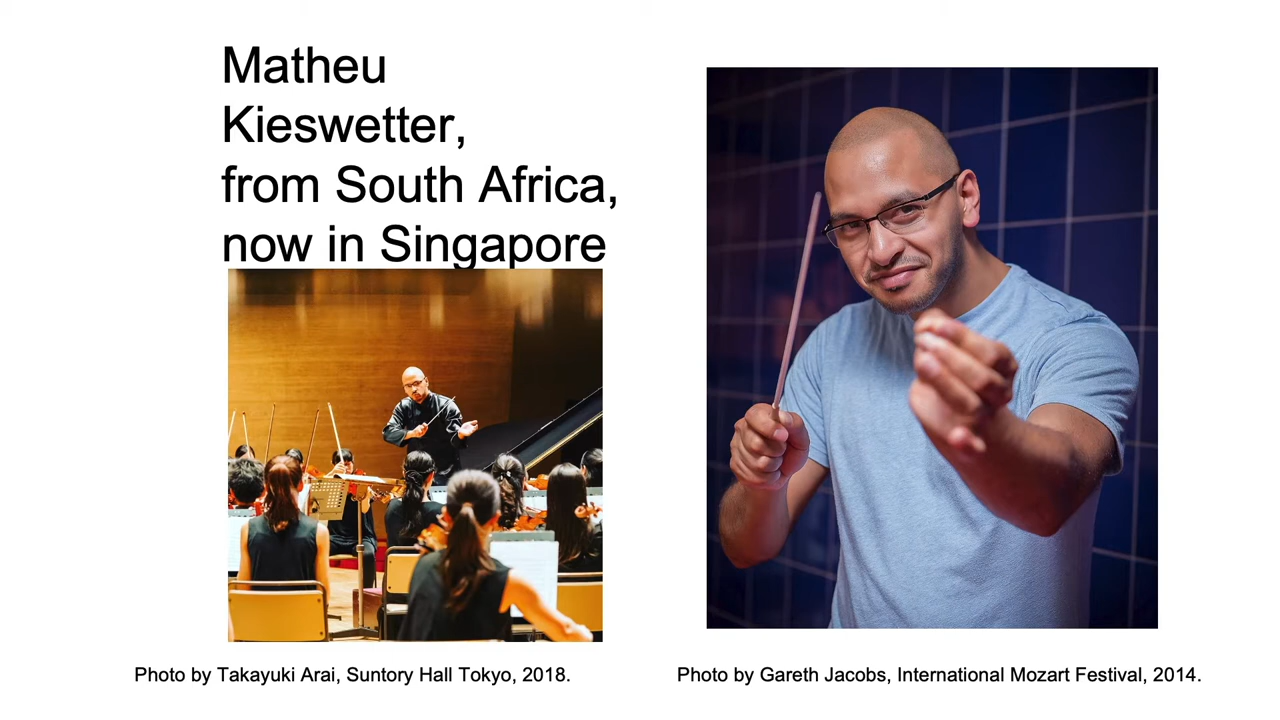 Matheu
Kieswetter,
from South Africa,
now in Singapore
Photo by Takayuki Arai, Suntory Hall Tokyo, 2018.
Photo by Gareth Jacobs, International Mozart Festival, 2014.